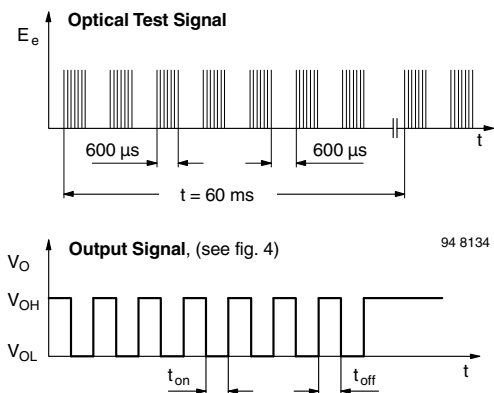 Optical Test Signal
E e
t
600 µs
600 µs
t = 60 ms
Output Signal, (see fig. 4)
94 8134
V O
V OH
V OL
t on
t off
t